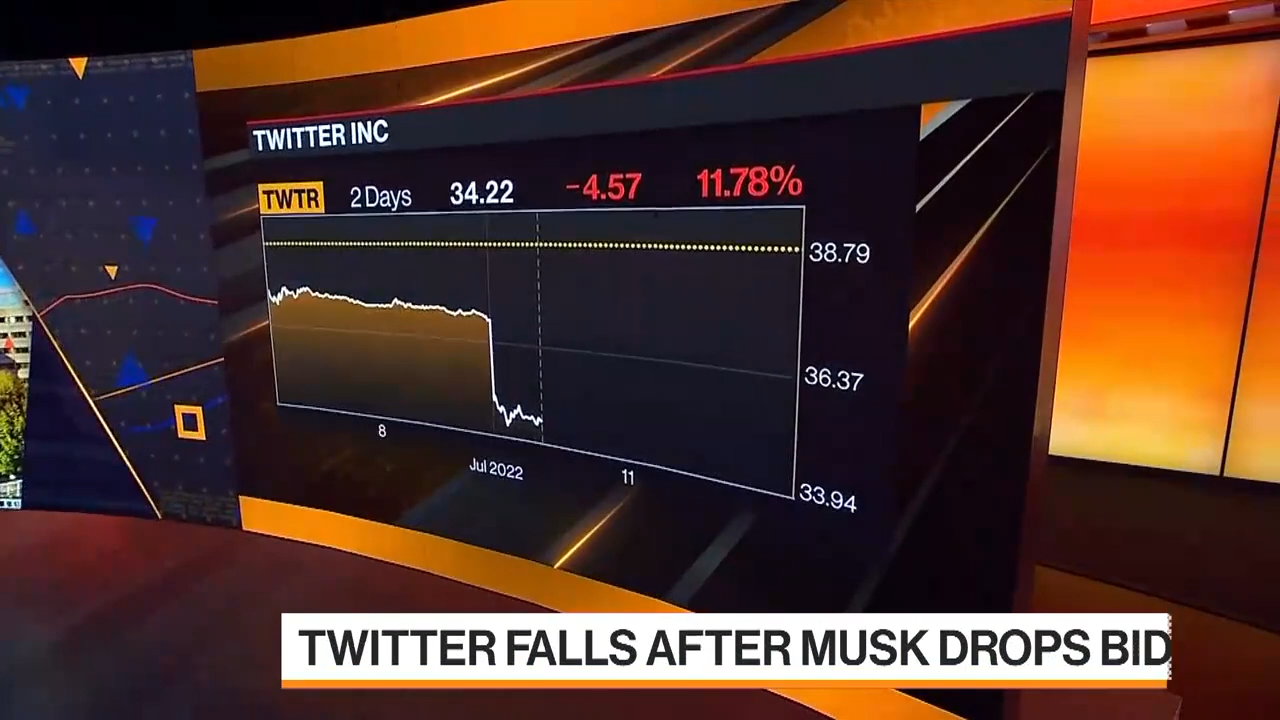 TWITTER INC
TWTR 2 Days 34.22 -4.57 11.78%
38.79
36.37
33.94
8
Jul 2022
11
TWITTER FALLS AFTER MUSK DROPS BID